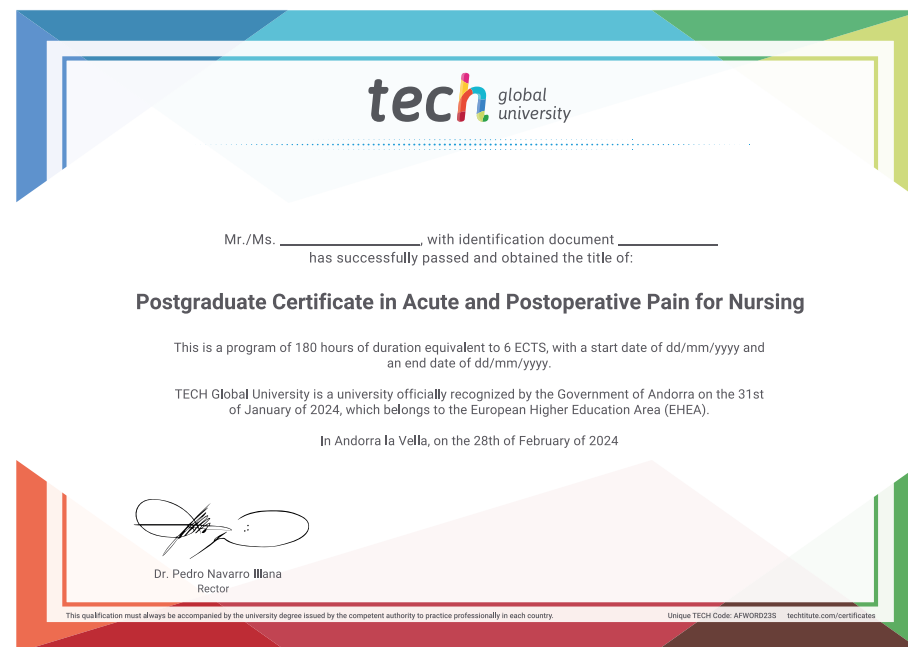 tech global
university
Mr./Ms. ____________, with identification document ____________
has successfully passed and obtained the title of:
Postgraduate Certificate in Acute and Postoperative Pain for Nursing
This is a program of 180 hours of duration equivalent to 6 ECTS, with a start date of dd/mm/yyyy and
an end date of dd/mm/yyyy.
TECH Global University is a university officially recognized by the Government of Andorra on the 31st
of January of 2024, which belongs to the European Higher Education Area (EHEA).
In Andorra la Vella, on the 28th of February of 2024
Dr. Pedro Navarro Illana
Rector
This qualification must always be accompanied by the university degree issued by the competent authority to practice professionally in each country.
Unique TECH Code: AFWORD23S techtitute.com/certificates